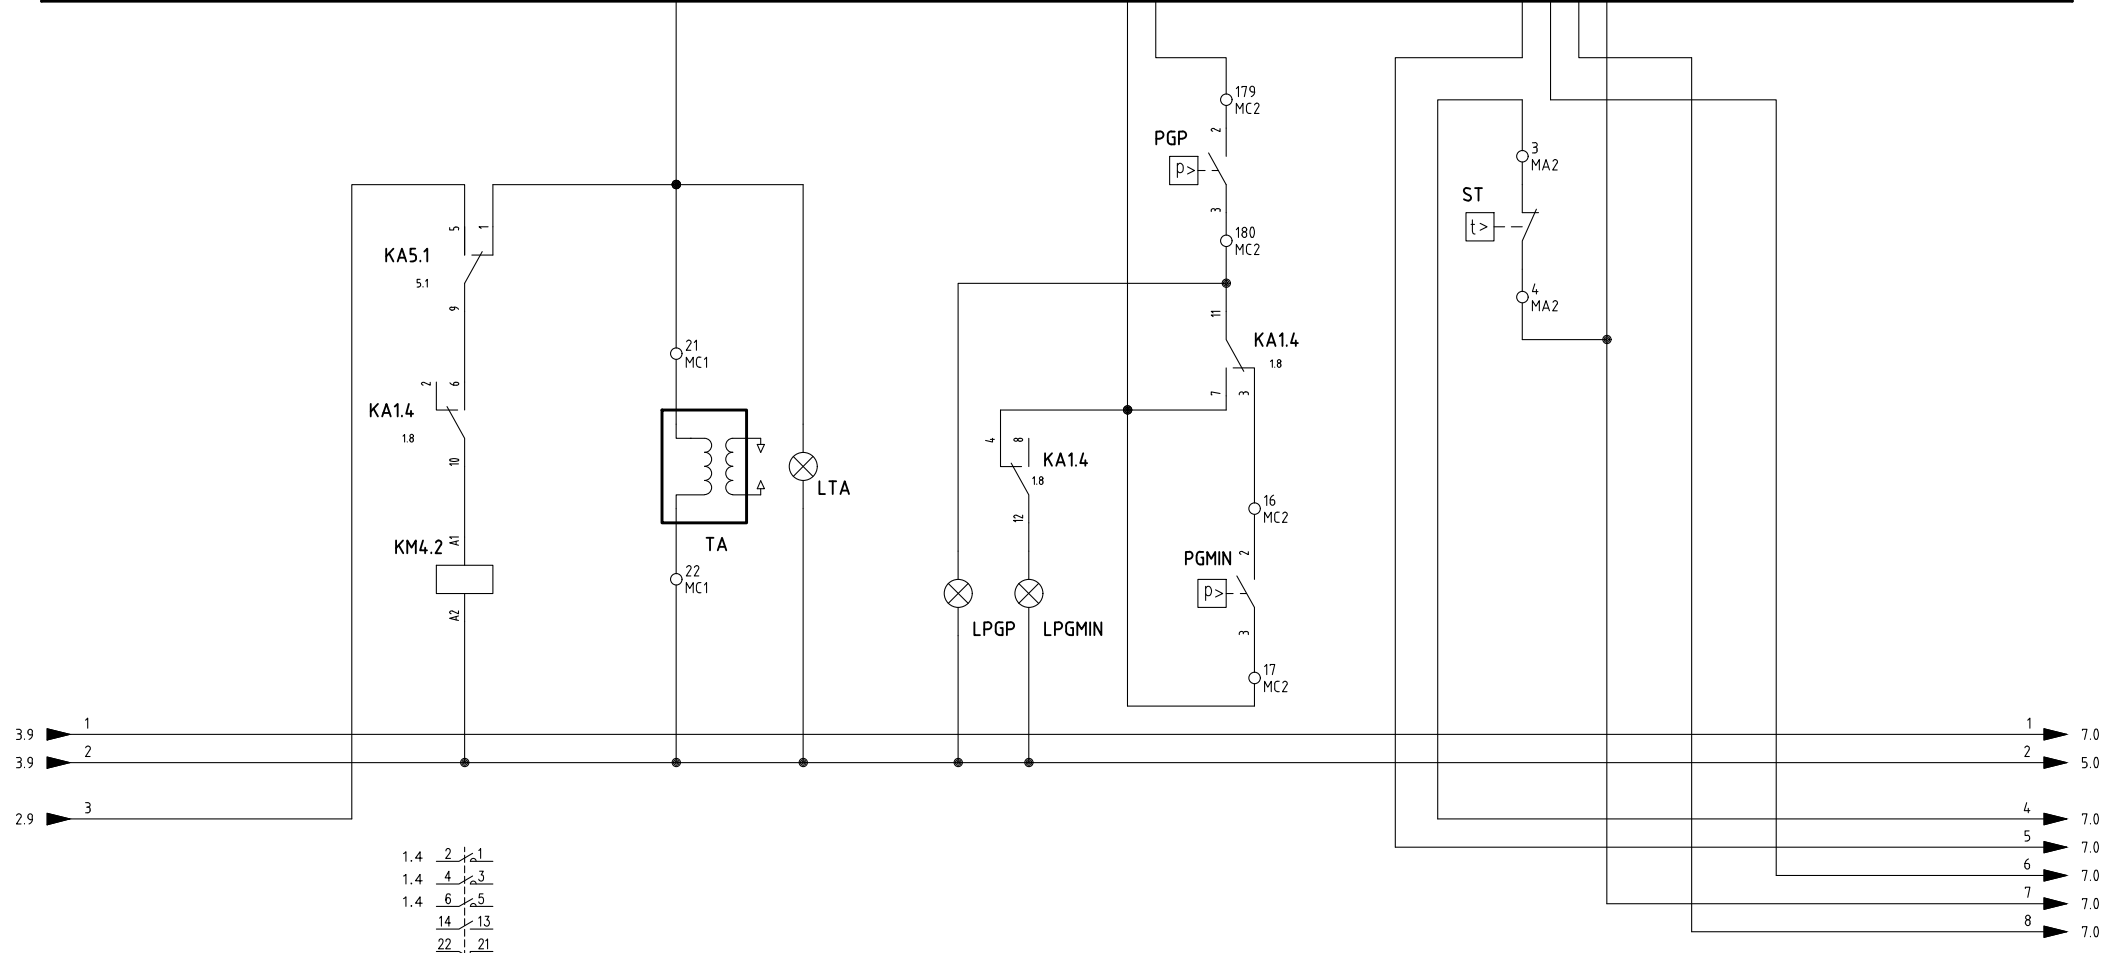 179
MC2
2
PGP
P>
3
180
MC2
3
MA2
ST
t>
4
MA2
5
1
KA5.1
5.1
9
11
KA1.4
1.8
7
3
21
MC1
2
6
KA1.4
1.8
10
4
8
KA1.4
1.8
12
LTA
16
MC2
A1
KM4.2
TA
A2
22
MC1
2
PGMIN
P>
LPGP
LPGMIN
3
17
MC2
3.9 1 1 7.0
3.9 2 2 5.0
2.9 3 4 7.0
5 7.0
6 7.0
7 7.0
8 7.0
1.4 2 1
1.4 4 3
1.4 6 5
14 13
22 21